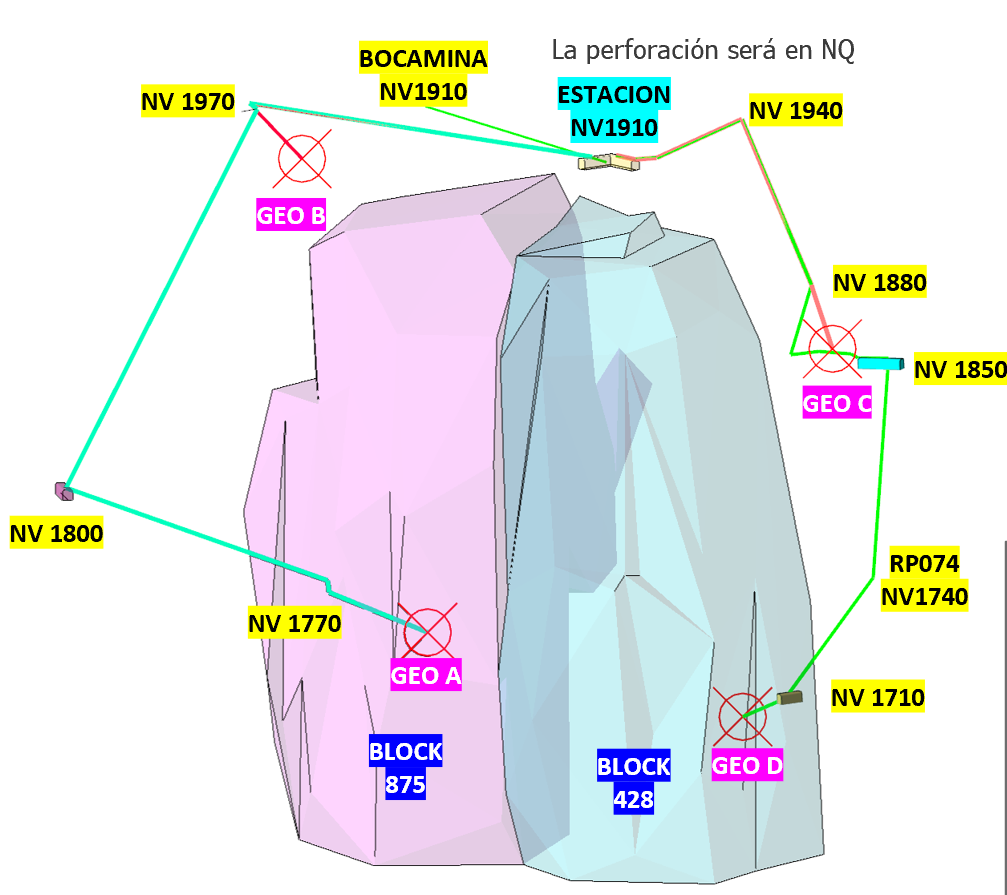 La perforación será en NQ
BOCAMINA
NV1910
ESTACION
NV1910
NV 1970
NV 1940
GEO B
NV 1880
NV 1850
GEO C
NV 1800
RP074
NV1740
NV 1770
GEO A
NV 1710
BLOCK
875
BLOCK
428
GEO D